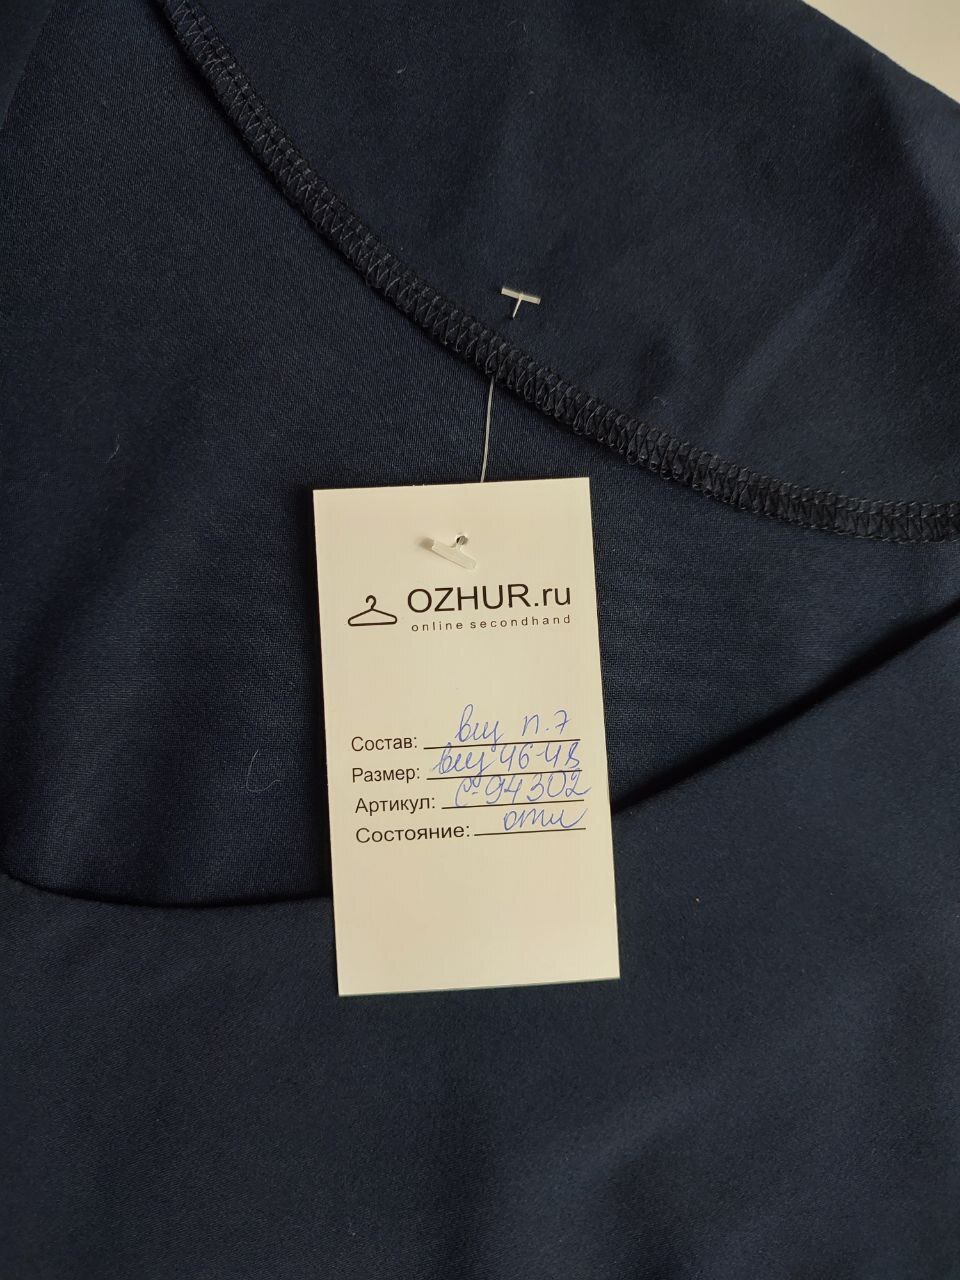 OZHUR.ru
online secondhand
Состав: виз п.7
Размер: виз 46-48
Артикул: С-94302
Состояние: отл